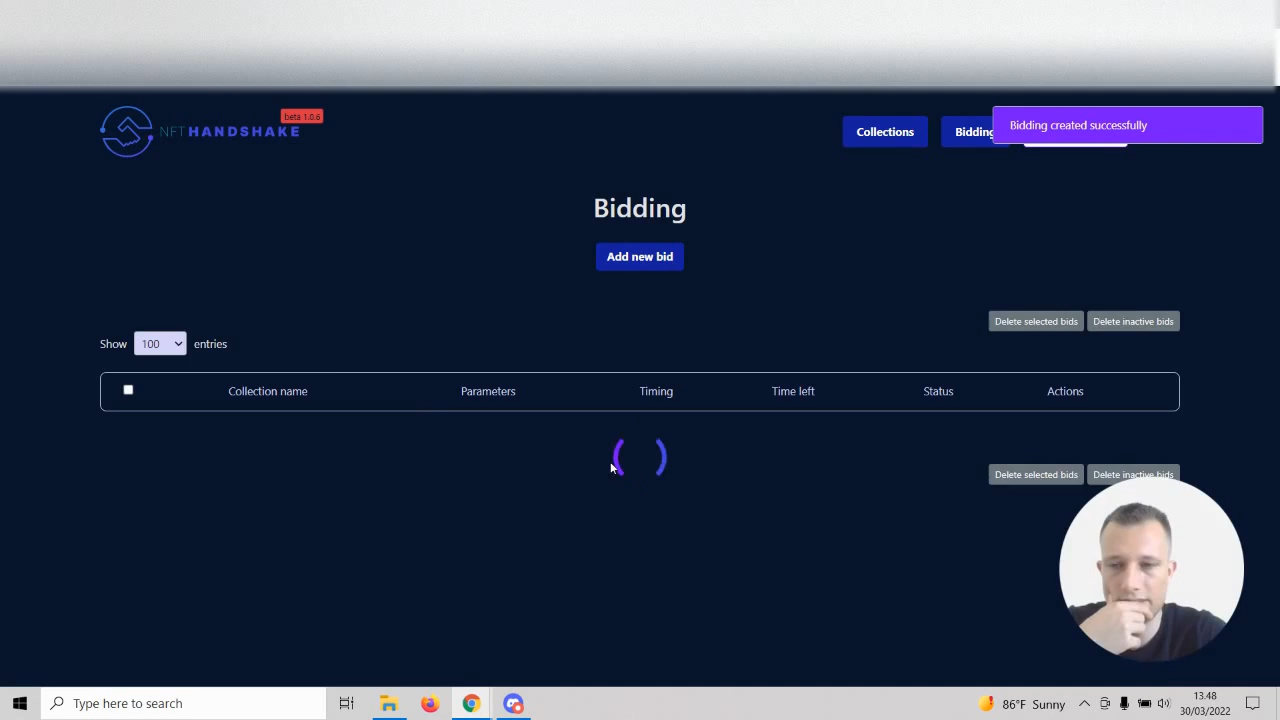 NFTHANDSHAKE
beta 1.0.6
Collections
Bidding
Bidding created successfully
Bidding
Add new bid
Delete selected bids
Delete inactive bids
Show 100 entries
Collection name
Parameters
Timing
Time left
Status
Actions
Delete selected bids
Delete inactive bids
Type here to search
86°F Sunny
13.48
30/03/2022